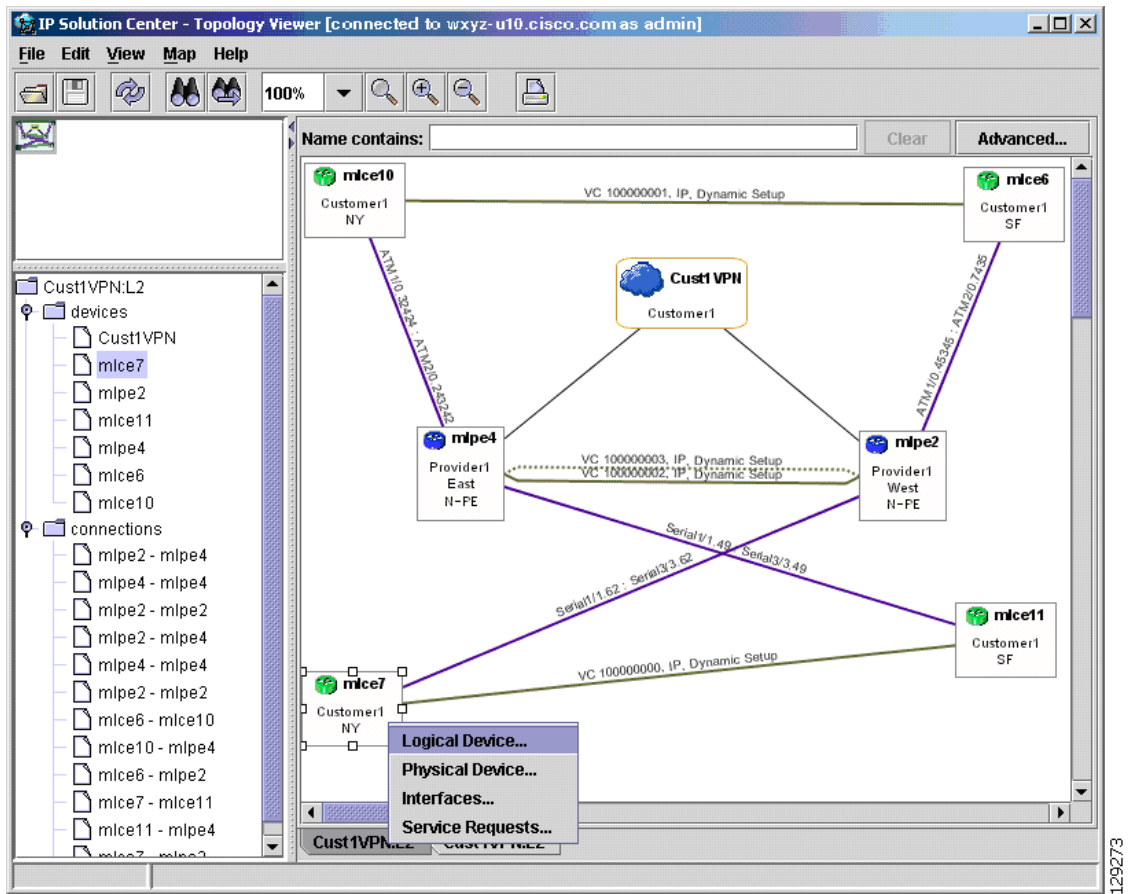 IP Solution Center - Topology Viewer [connected to wxyz-u10.cisco.com as admin]
File Edit View Map Help
100%
Name contains:
Clear
Advanced...
Cust1VPN:L2
devices
Cust1VPN
mlce7
mlpe2
mlce11
mlpe4
mlce6
mlce10
connections
mlpe2 - mlpe4
mlpe4 - mlpe4
mlpe2 - mlpe2
mlpe2 - mlpe4
mlpe4 - mlpe4
mlpe2 - mlpe2
mlce6 - mlce10
mlce10 - mlpe4
mlce6 - mlpe2
mlce7 - mlce11
mlce11 - mlpe4
mlce7 - mlpe2
mlce10
Customer1
NY
VC 100000001, IP, Dynamic Setup
mlce6
Customer1
SF
ATM1/0.32424 : ATM2/0.243242
Cust1VPN
Customer1
ATM1/0.45345 : ATM2/0.7435
mlpe4
Provider1
East
N-PE
VC 100000003, IP, Dynamic Setup
VC 100000002, IP, Dynamic Setup
mlpe2
Provider1
West
N-PE
Serial1/1.49 : Serial3/3.49
Serial1/1.62 : Serial3/3.62
mlce11
Customer1
SF
VC 100000000, IP, Dynamic Setup
mlce7
Customer1
NY
Logical Device...
Physical Device...
Interfaces...
Service Requests...
Cust1VPN:L2
Cust1VPN:L2
129273